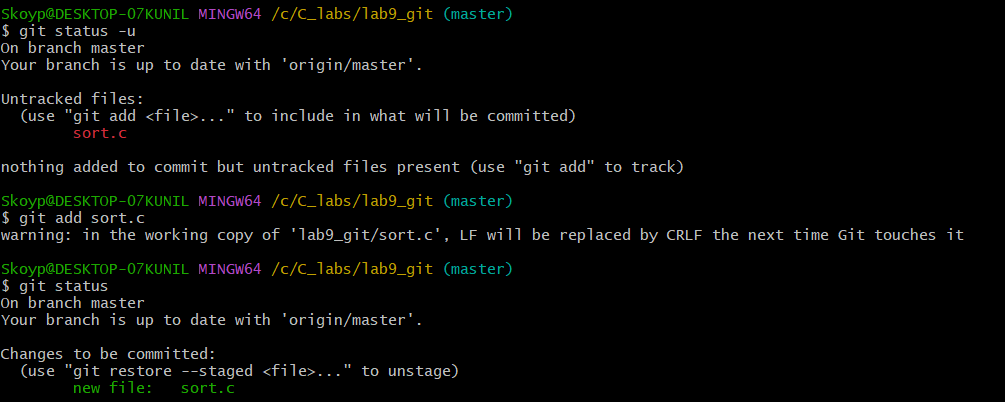 Skoyp@DESKTOP-O7KUNIL MINGW64 /c/C_labs/lab9_git (master)
$ git status -u
On branch master
Your branch is up to date with 'origin/master'.

Untracked files:
  (use "git add <file>..." to include in what will be committed)
        sort.c

nothing added to commit but untracked files present (use "git add" to track)

Skoyp@DESKTOP-O7KUNIL MINGW64 /c/C_labs/lab9_git (master)
$ git add sort.c
warning: in the working copy of 'lab9_git/sort.c', LF will be replaced by CRLF the next time Git touches it

Skoyp@DESKTOP-O7KUNIL MINGW64 /c/C_labs/lab9_git (master)
$ git status
On branch master
Your branch is up to date with 'origin/master'.

Changes to be committed:
  (use "git restore --staged <file>..." to unstage)
        new file:   sort.c